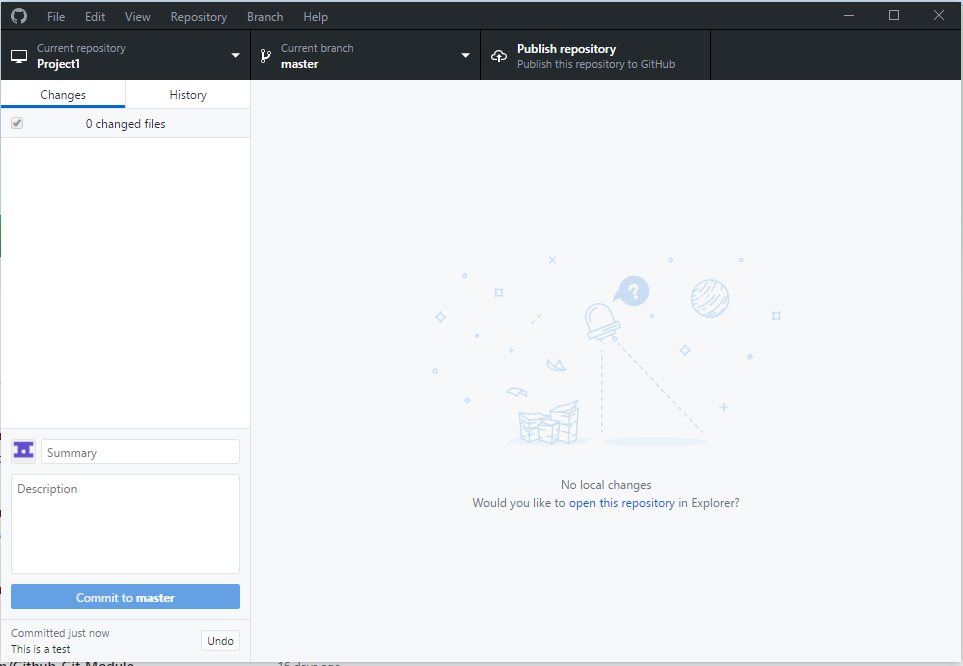 File Edit View Repository Branch Help
Current repository
Project1
Current branch
master
Publish repository
Publish this repository to GitHub
Changes History
0 changed files
?
No local changes
Would you like to open this repository in Explorer?
Summary
Description
Commit to master
Committed just now
This is a test
Undo